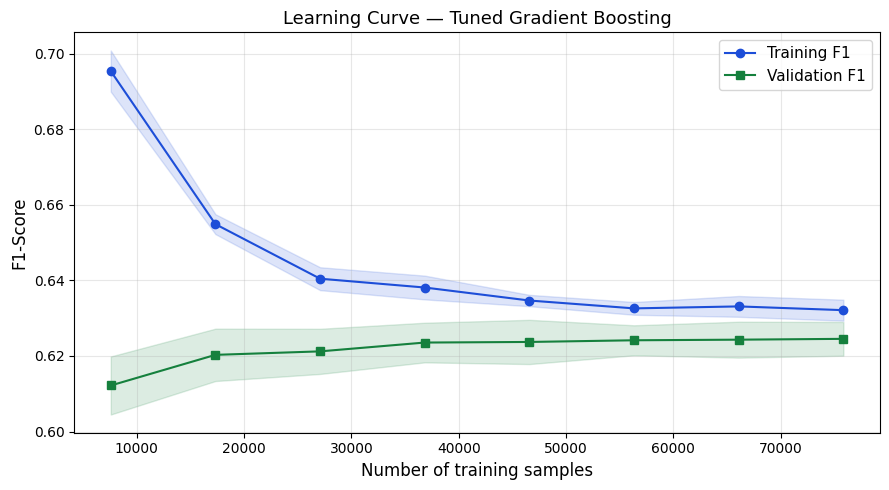 Learning Curve — Tuned Gradient Boosting
Training F1
Validation F1
F1-Score
0.70
0.68
0.66
0.64
0.62
0.60
10000 20000 30000 40000 50000 60000 70000
Number of training samples